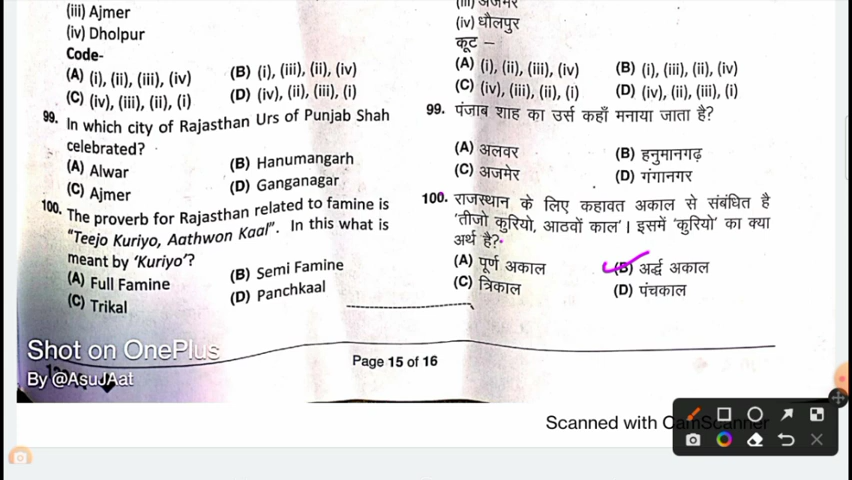 (iii) Ajmer
(iv) Dholpur
Code-
(A) (i), (ii), (iii), (iv) (B) (i), (iii), (ii), (iv)
(C) (iv), (iii), (ii), (i) (D) (iv), (ii), (iii), (i)
99. In which city of Rajasthan Urs of Punjab Shah
celebrated?
(A) Alwar (B) Hanumangarh
(C) Ajmer (D) Ganganagar
100. The proverb for Rajasthan related to famine is
"Teejo Kuriyo, Aathwon Kaal". In this what is
meant by 'Kuriyo'?
(A) Full Famine (B) Semi Famine
(C) Trikal (D) Panchkaal
(iii) अजमेर
(iv) धौलपुर
कूट –
(A) (i), (ii), (iii), (iv) (B) (i), (iii), (ii), (iv)
(C) (iv), (iii), (ii), (i) (D) (iv), (ii), (iii), (i)
99. पंजाब शाह का उर्स कहाँ मनाया जाता है?
(A) अलवर (B) हनुमानगढ़
(C) अजमेर (D) गंगानगर
100. राजस्थान के लिए कहावत अकाल से संबंधित है
'तीजो कुरियो, आठवों काल'। इसमें 'कुरियो' का क्या
अर्थ है?
(A) पूर्ण अकाल (B) अर्द्ध अकाल
(C) त्रिकाल (D) पंचकाल
Shot on OnePlus
By @AsuJAat
Page 15 of 16
Scanned with CamScanner